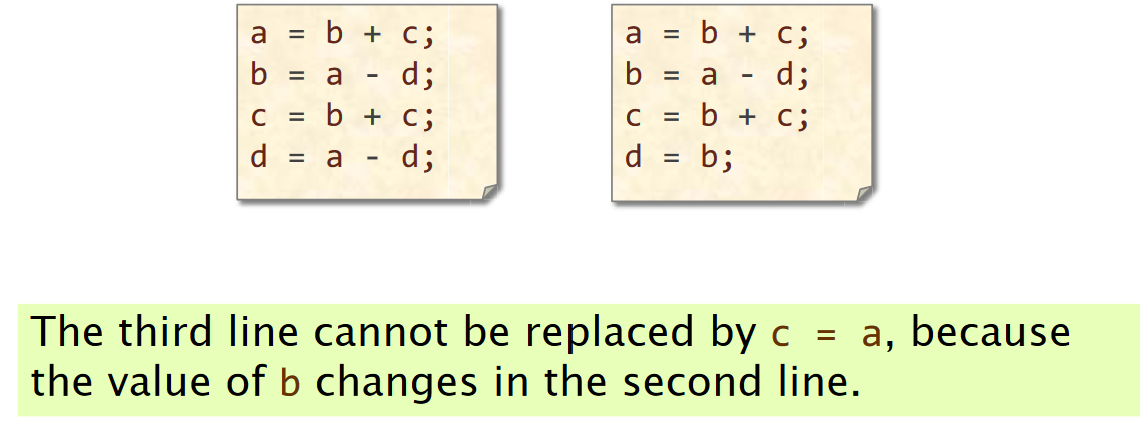 a = b + c;
b = a - d;
c = b + c;
d = a - d;
a = b + c;
b = a - d;
c = b + c;
d = b;
The third line cannot be replaced by c = a, because
the value of b changes in the second line.